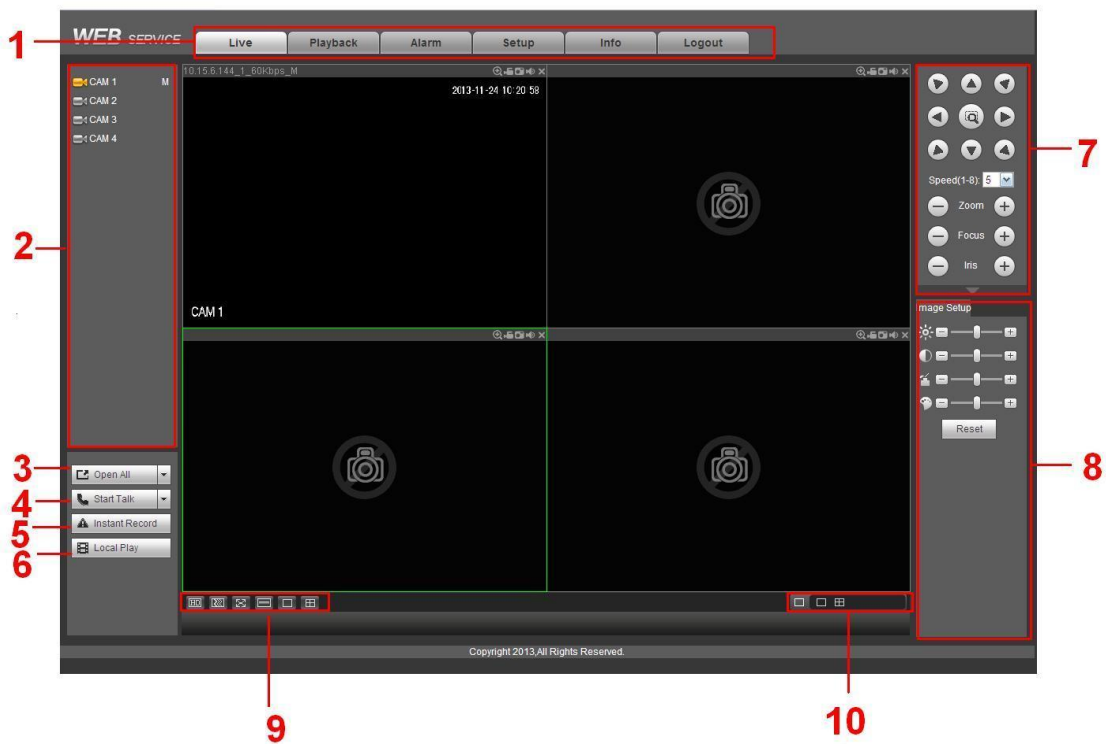 1
WEB SERVICE
Live Playback Alarm Setup Info Logout
CAM 1 M
CAM 2
CAM 3
CAM 4
2
10.15.6.144_1_60Kbps_M
2013-11-24 10:20:58
CAM 1
Speed(1-8): 5
Zoom
Focus
Iris
7
mage Setup
Reset
8
3
Open All
4
Start Talk
5
Instant Record
6
Local Play
9
10
Copyright 2013,All Rights Reserved.